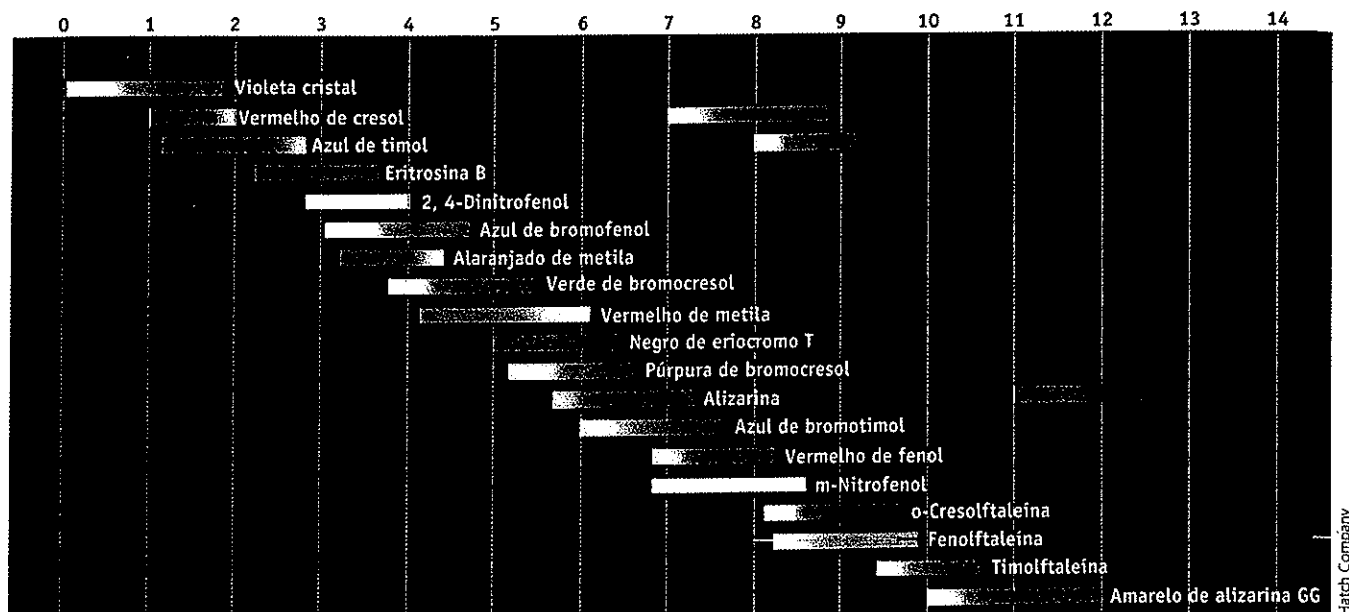 0 1 2 3 4 5 6 7 8 9 10 11 12 13 14
Violeta cristal
Vermelho de cresol
Azul de timol
Eritrosina B
2, 4-Dinitrofenol
Azul de bromofenol
Alaranjado de metila
Verde de bromocresol
Vermelho de metila
Negro de eriocromo T
Púrpura de bromocresol
Alizarina
Azul de bromotimol
Vermelho de fenol
m-Nitrofenol
o-Cresolftaleína
Fenolftaleína
Timolftaleína
Amarelo de alizarina GG
Hatch Company